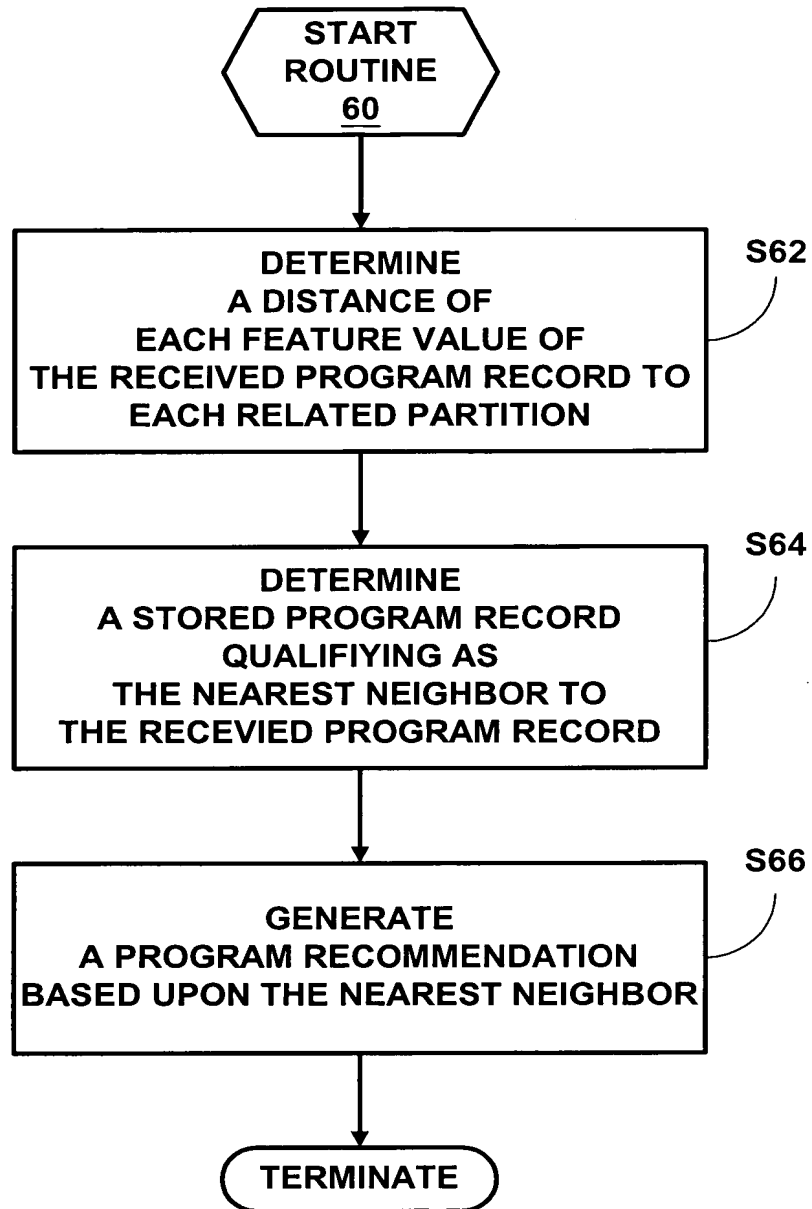 START
ROUTINE
60
S62
DETERMINE
A DISTANCE OF
EACH FEATURE VALUE OF
THE RECEIVED PROGRAM RECORD TO
EACH RELATED PARTITION
S64
DETERMINE
A STORED PROGRAM RECORD
QUALIFIYING AS
THE NEAREST NEIGHBOR TO
THE RECEVIED PROGRAM RECORD
S66
GENERATE
A PROGRAM RECOMMENDATION
BASED UPON THE NEAREST NEIGHBOR
TERMINATE